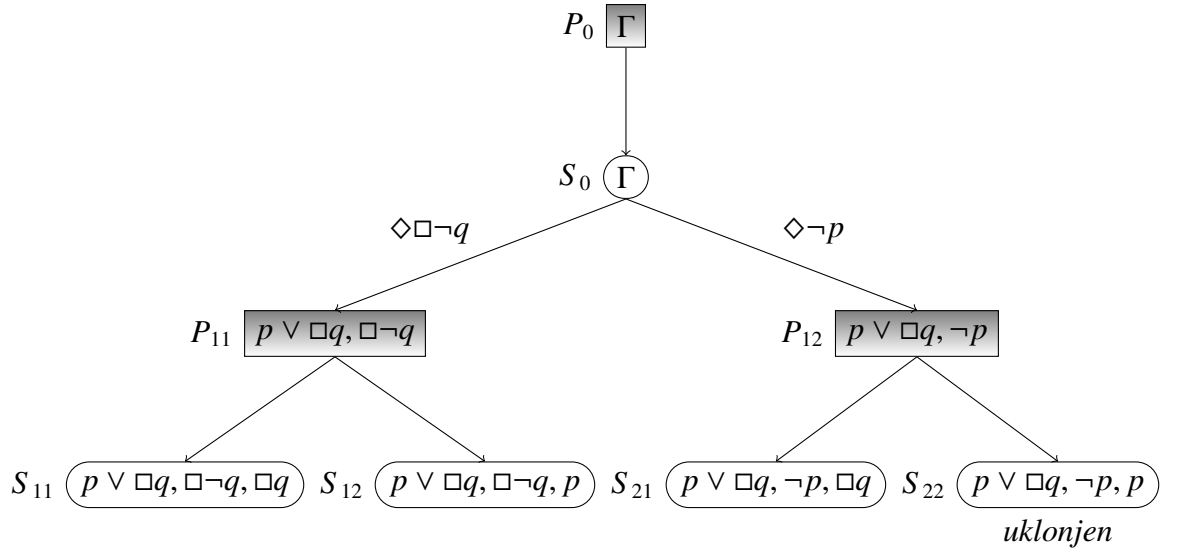 P₀ Γ
S₀ Γ
◇□¬q ◇¬p
P₁₁ p ∨ □q, □¬q P₁₂ p ∨ □q, ¬p
S₁₁ p ∨ □q, □¬q, □q S₁₂ p ∨ □q, □¬q, p S₂₁ p ∨ □q, ¬p, □q S₂₂ p ∨ □q, ¬p, p
uklonjen